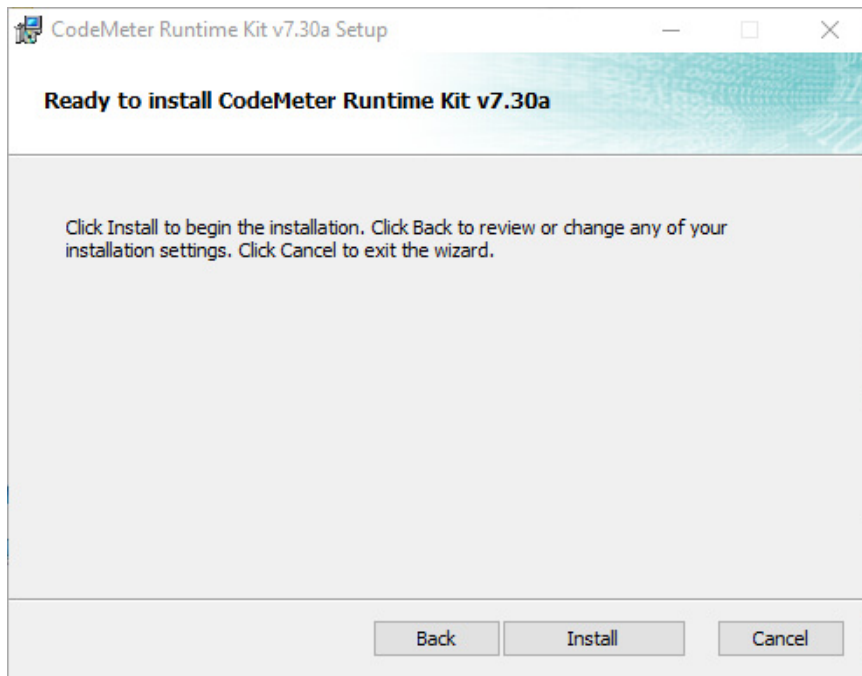 CodeMeter Runtime Kit v7.30a Setup
Ready to install CodeMeter Runtime Kit v7.30a
Click Install to begin the installation. Click Back to review or change any of your
installation settings. Click Cancel to exit the wizard.
Back Install Cancel